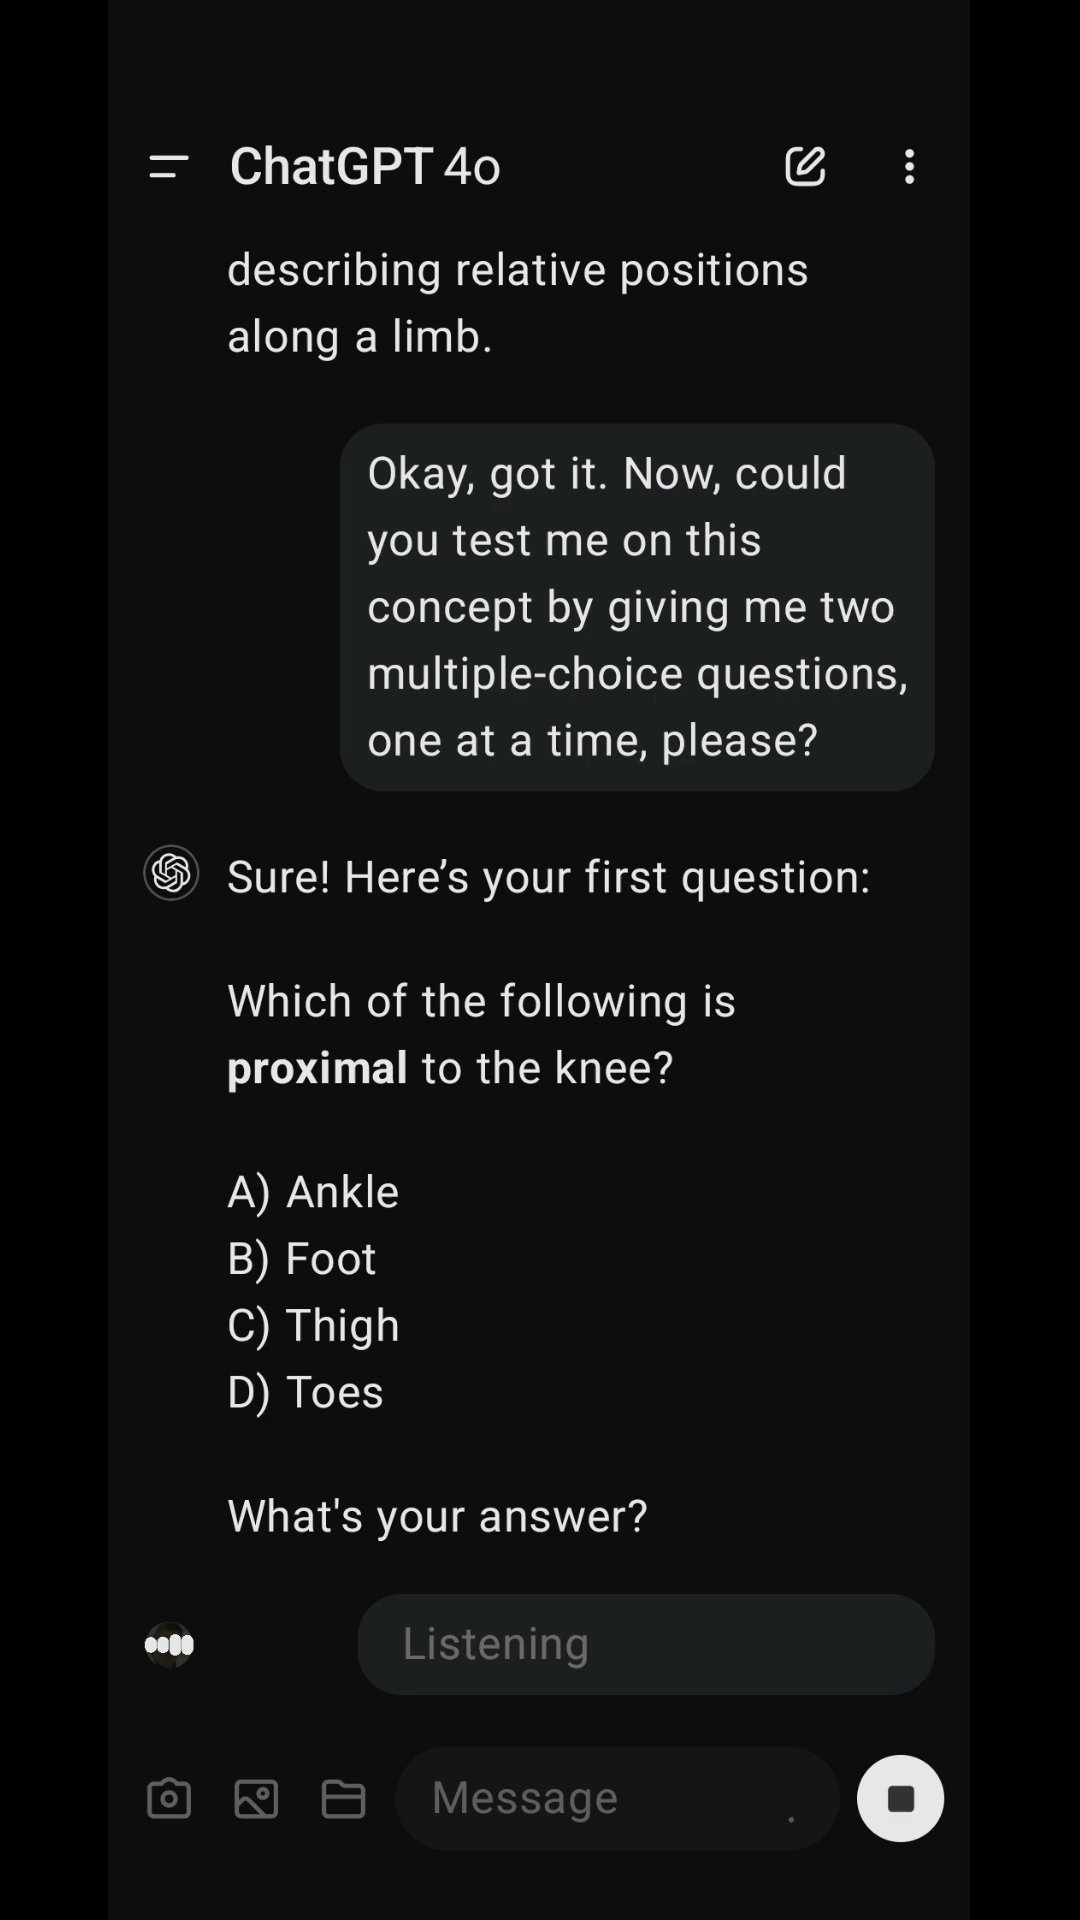 ChatGPT 4o
describing relative positions
along a limb.
Okay, got it. Now, could
you test me on this
concept by giving me two
multiple-choice questions,
one at a time, please?
Sure! Here’s your first question:
Which of the following is
proximal to the knee?
A) Ankle
B) Foot
C) Thigh
D) Toes
What's your answer?
Listening
Message